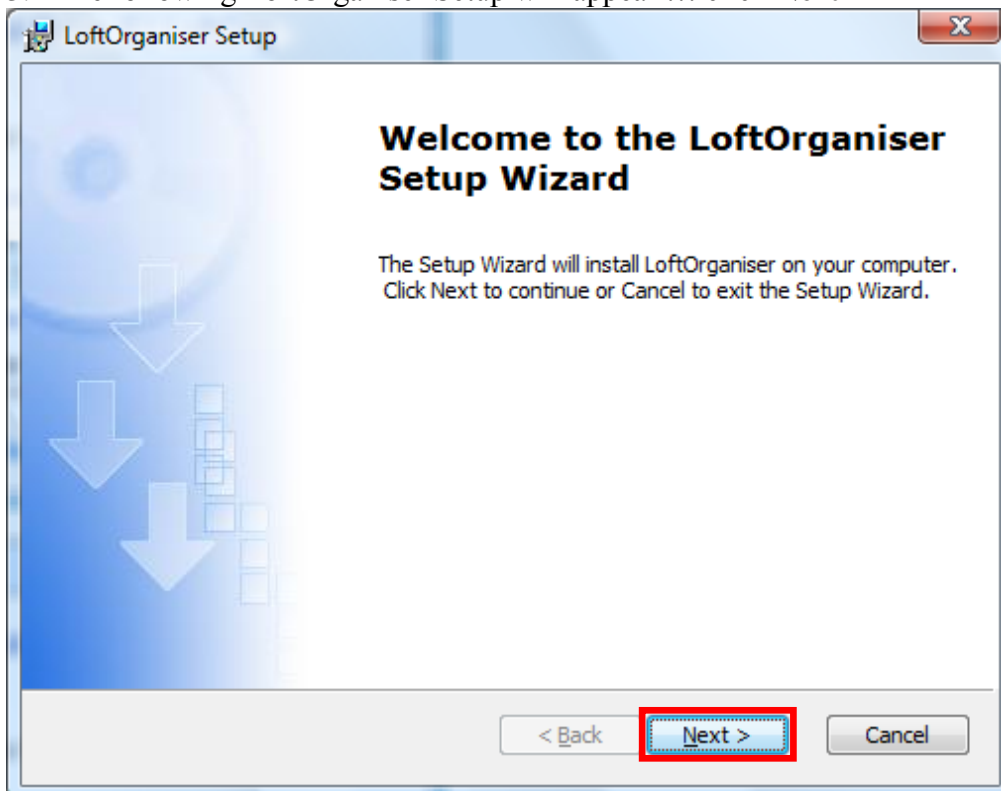 LoftOrganiser Setup
Welcome to the LoftOrganiser
Setup Wizard
The Setup Wizard will install LoftOrganiser on your computer.
Click Next to continue or Cancel to exit the Setup Wizard.
< Back Next > Cancel